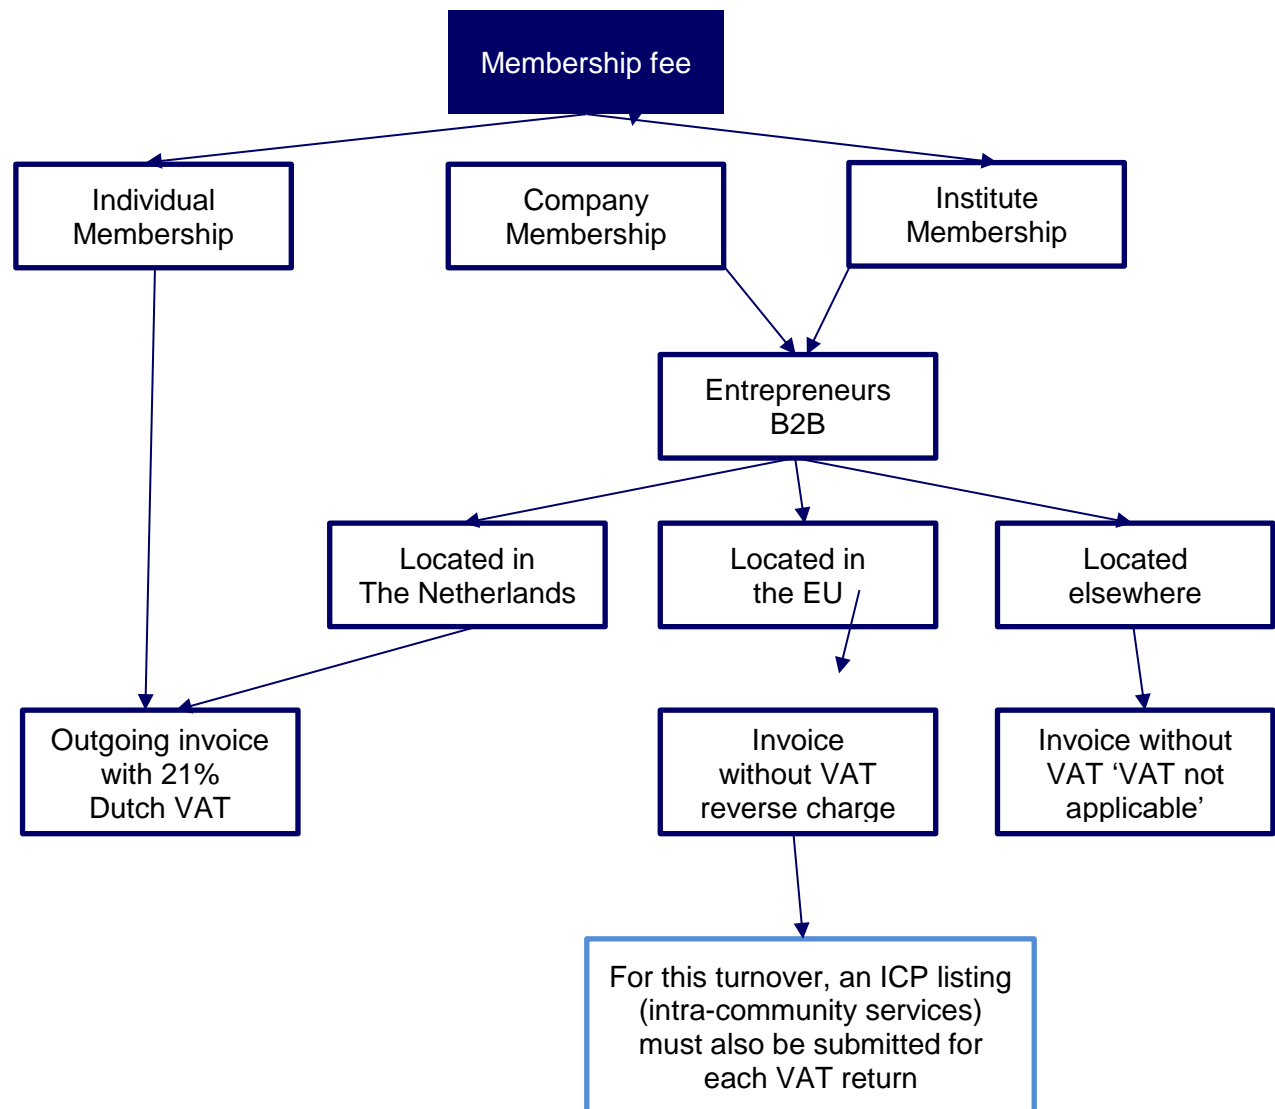 Membership fee
Individual
Membership
Company
Membership
Institute
Membership
Entrepreneurs
B2B
Located in
The Netherlands
Located in
the EU
Located
elsewhere
Outgoing invoice
with 21%
Dutch VAT
Invoice
without VAT
reverse charge
Invoice without
VAT ‘VAT not
applicable’
For this turnover, an ICP listing
(intra-community services)
must also be submitted for
each VAT return